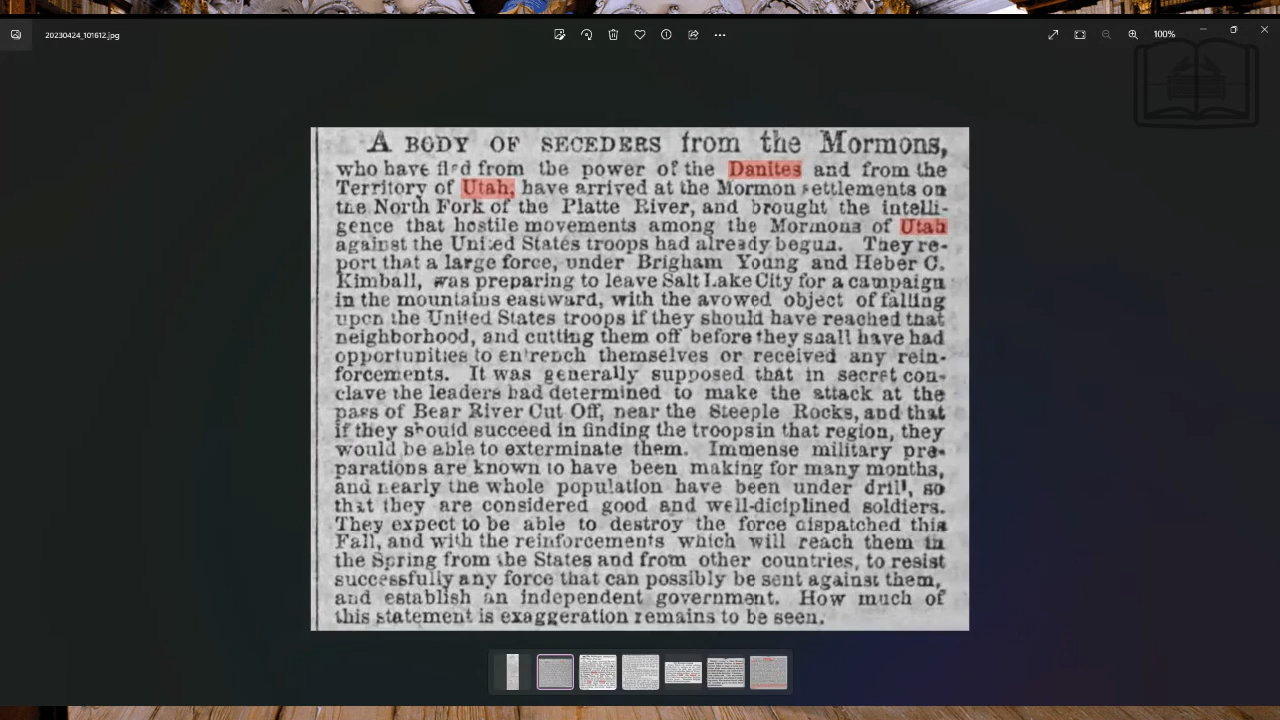 20230424_101612.jpg
100%
A BODY OF SECEDERS from the Mormons,
who have fled from the power of the Danites and from the
Territory of Utah, have arrived at the Mormon settlements on
the North Fork of the Platte River, and brought the intelli-
gence that hostile movements among the Mormons of Utah
against the United States troops had already begun. They re-
port that a large force, under Brigham Young and Heber C.
Kimball, was preparing to leave Salt Lake City for a campaign
in the mountains eastward, with the avowed object of falling
upon the United States troops if they should have reached that
neighborhood, and cutting them off before they shall have had
opportunities to entrench themselves or received any rein-
forcements. It was generally supposed that in secret con-
clave the leaders had determined to make the attack at the
pass of Bear River Cut Off, near the Steeple Rocks, and that
if they should succeed in finding the troops in that region, they
would be able to exterminate them. Immense military pre-
parations are known to have been making for many months,
and nearly the whole population have been under drill, so
that they are considered good and well-diciplined soldiers.
They expect to be able to destroy the force dispatched this
Fall, and with the reinforcements which will reach them in
the Spring from the States and from other countries, to resist
successfully any force that can possibly be sent against them,
and establish an independent government. How much of
this statement is exaggeration remains to be seen.